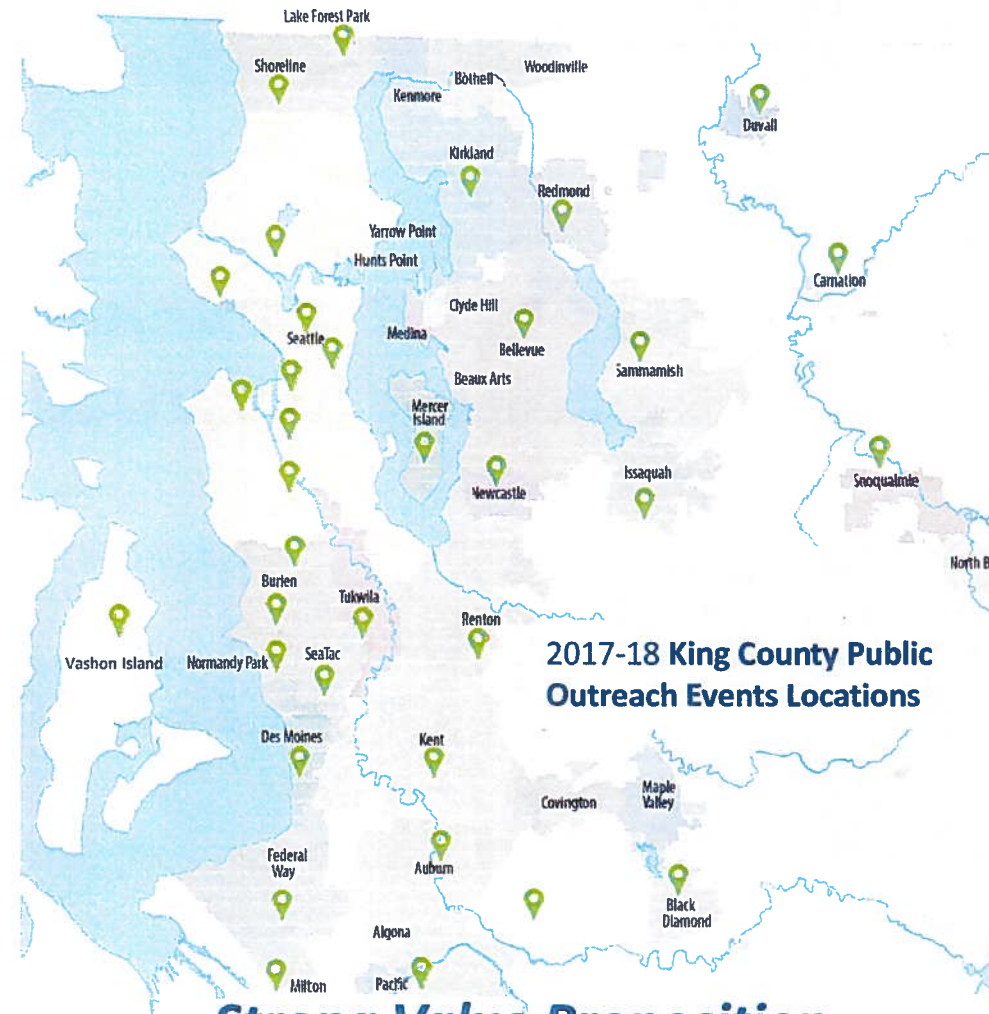 Lake Forest Park
Shoreline
Bothell
Woodinville
Kenmore
Duvall
Kirkland
Redmond
Yarrow Point
Hunts Point
Carnation
Clyde Hill
Seattle
Medina
Bellevue
Sammamish
Beaux Arts
Mercer
Island
Newcastle
Issaquah
Snoqualmie
North B
Burien
Tukwila
Renton
Vashon Island
Normandy Park
SeaTac
2017-18 King County Public
Outreach Events Locations
Des Moines
Kent
Covington
Maple
Valley
Federal
Way
Auburn
Black
Diamond
Algona
Milton
Pacific
Strong Value Proposition